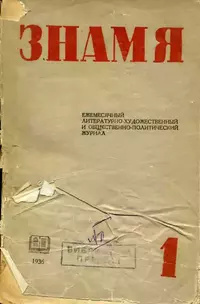 ЗНАМЯ
ЕЖЕМЕСЯЧНЫЙ
ЛИТЕРАТУРНО-ХУДОЖЕСТВЕННЫЙ
И ОБЩЕСТВЕННО-ПОЛИТИЧЕСКИЙ
ЖУРНАЛ
1